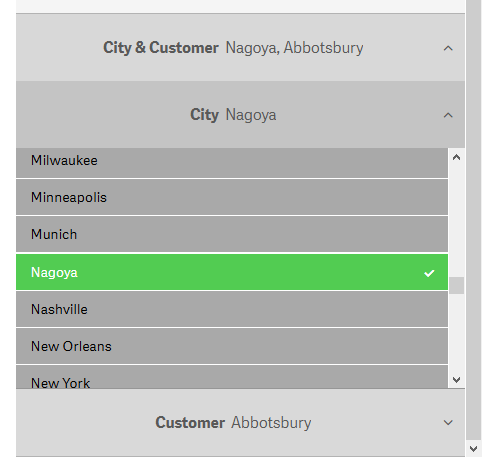 City & Customer Nagoya, Abbotsbury
City Nagoya
Milwaukee
Minneapolis
Munich
Nagoya
Nashville
New Orleans
New York
Customer Abbotsbury